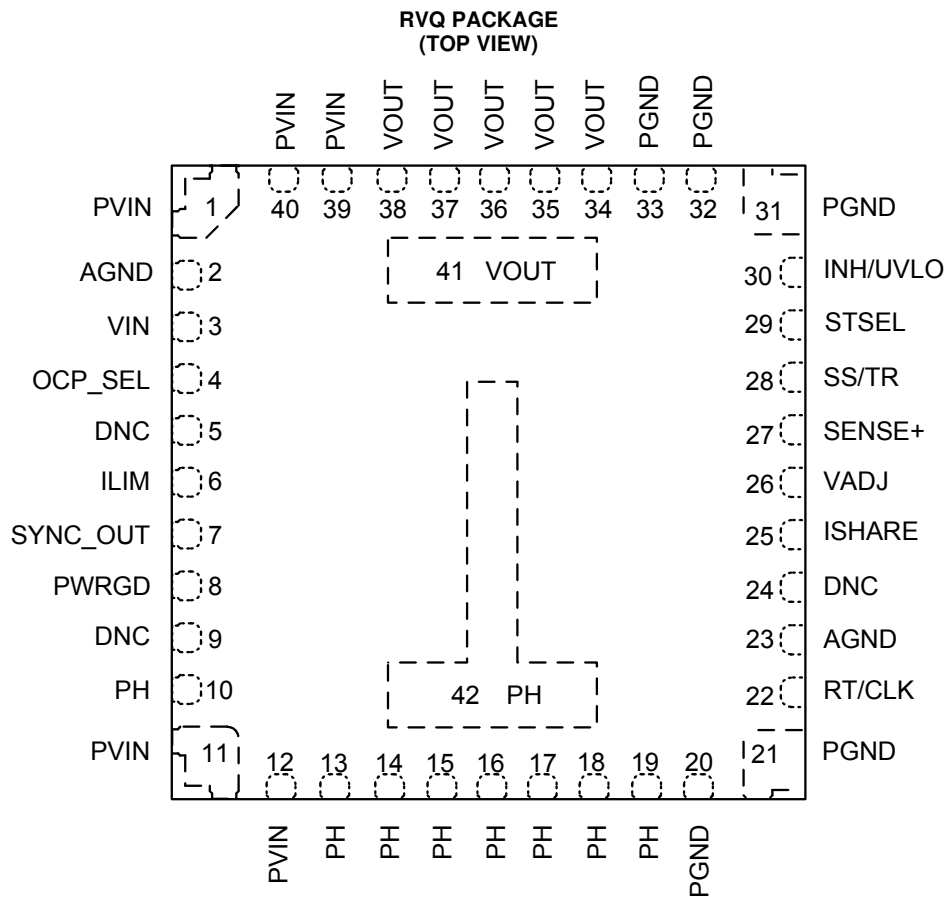 RVQ PACKAGE
(TOP VIEW)
PVIN PVIN VOUT VOUT VOUT VOUT VOUT PGND PGND
40 39 38 37 36 35 34 33 32
PVIN 1 31 PGND
41 VOUT
AGND 2 30 INH/UVLO
VIN 3 29 STSEL
OCP_SEL 4 28 SS/TR
DNC 5 27 SENSE+
ILIM 6 26 VADJ
SYNC_OUT 7 25 ISHARE
PWRGD 8 24 DNC
DNC 9 23 AGND
PH 10 22 RT/CLK
42 PH
PVIN 11 21 PGND
12 13 14 15 16 17 18 19 20
PVIN PH PH PH PH PH PH PH PGND